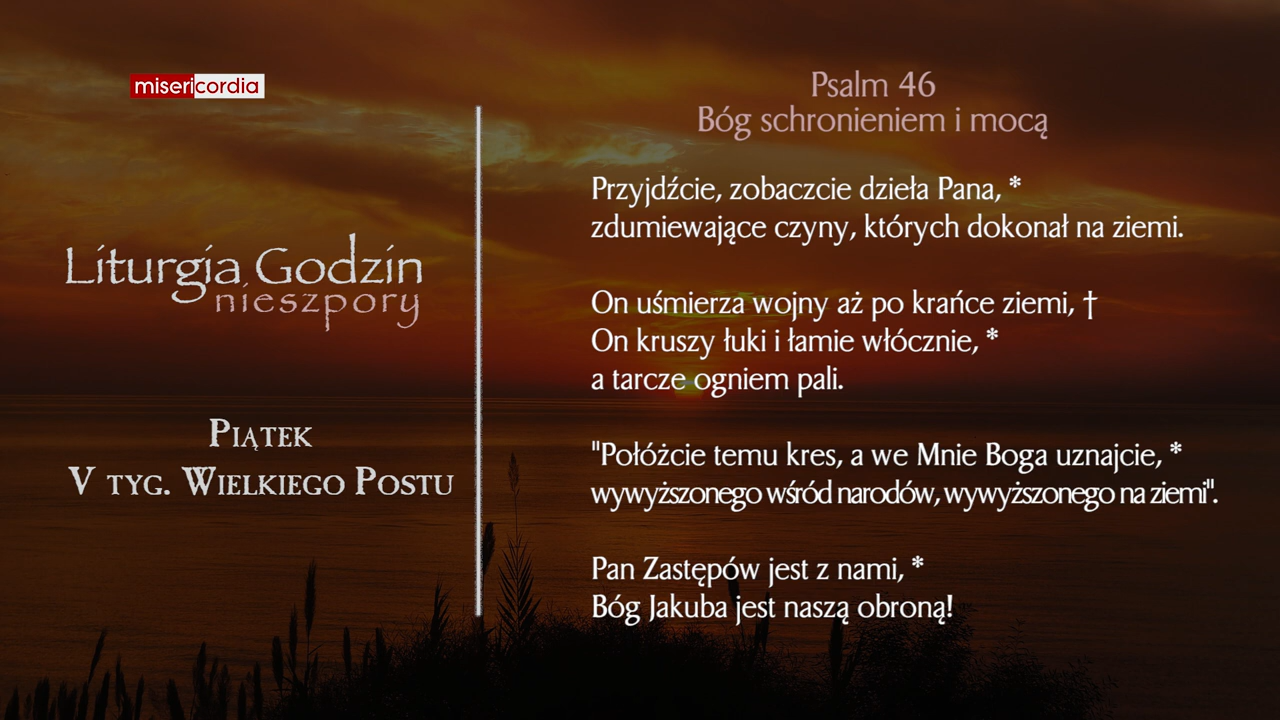 misericordia
Liturgia Godzin
nieszpory
Piątek
V tyg. Wielkiego Postu
Psalm 46
Bóg schronieniem i mocą
Przyjdźcie, zobaczcie dzieła Pana, *
zdumiewające czyny, których dokonał na ziemi.
On uśmierza wojny aż po krańce ziemi, †
On kruszy łuki i łamie włócznie, *
a tarcze ogniem pali.
"Połóżcie temu kres, a we Mnie Boga uznajcie, *
wywyższonego wśród narodów, wywyższonego na ziemi".
Pan Zastępów jest z nami, *
Bóg Jakuba jest naszą obroną!